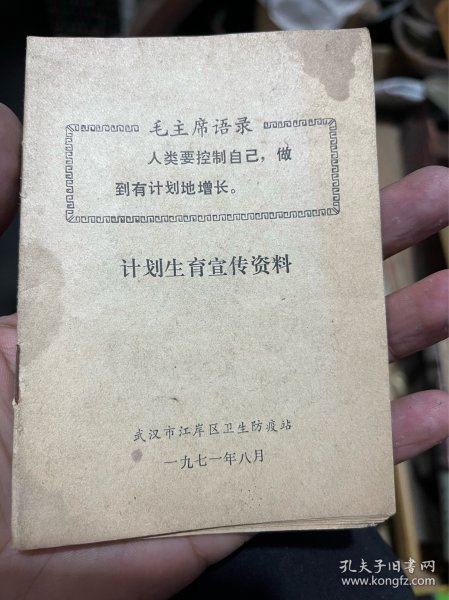 毛主席语录
人类要控制自己，做
到有计划地增长。
计划生育宣传资料
武汉市江岸区卫生防疫站
一九七一年八月
孔夫子旧书网
www.kongfz.com